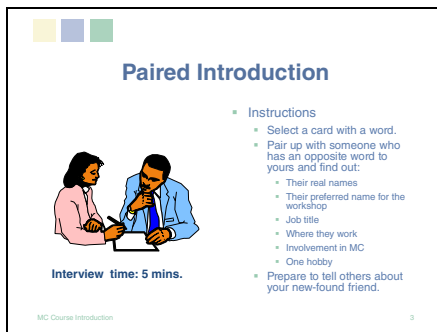 Paired Introduction
Instructions
Select a card with a word.
Pair up with someone who
has an opposite word to
yours and find out:
Their real names
Their preferred name for the
workshop
Job title
Where they work
Involvement in MC
One hobby
Prepare to tell others about
your new-found friend.
Interview time: 5 mins.
MC Course Introduction
3